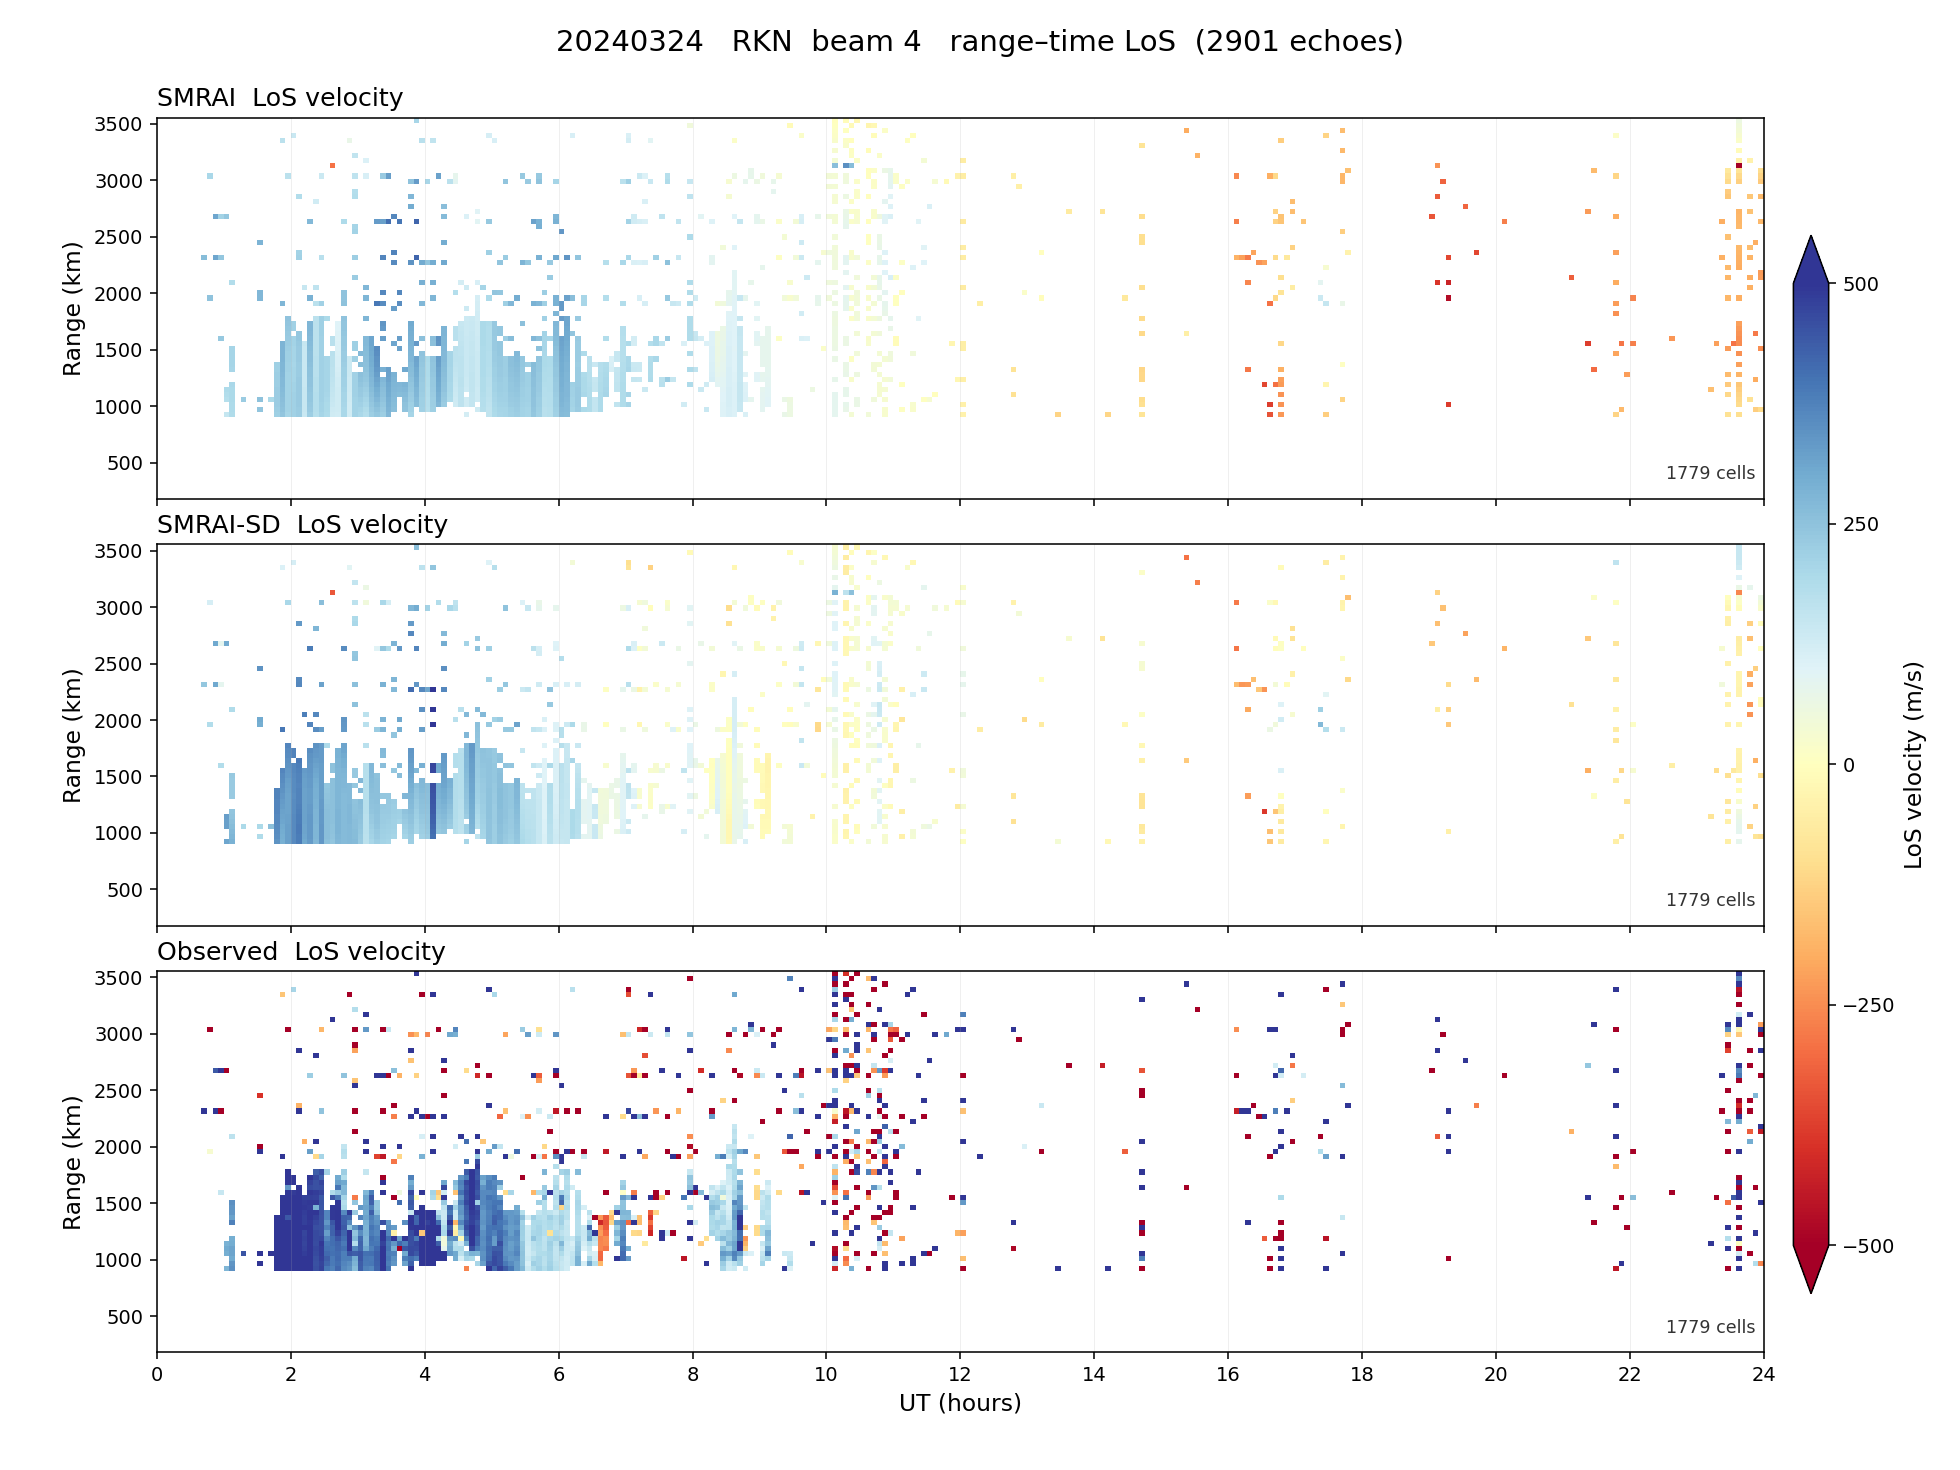 20240324 RKN beam 4 range–time LoS (2901 echoes)
SMRAI LoS velocity
3500
3000
2500
2000
1500
1000
500
Range (km)
1779 cells
SMRAI-SD LoS velocity
3500
3000
2500
2000
1500
1000
500
Range (km)
1779 cells
Observed LoS velocity
3500
3000
2500
2000
1500
1000
500
Range (km)
1779 cells
0 2 4 6 8 10 12 14 16 18 20 22 24
UT (hours)
500
250
0
−250
−500
LoS velocity (m/s)